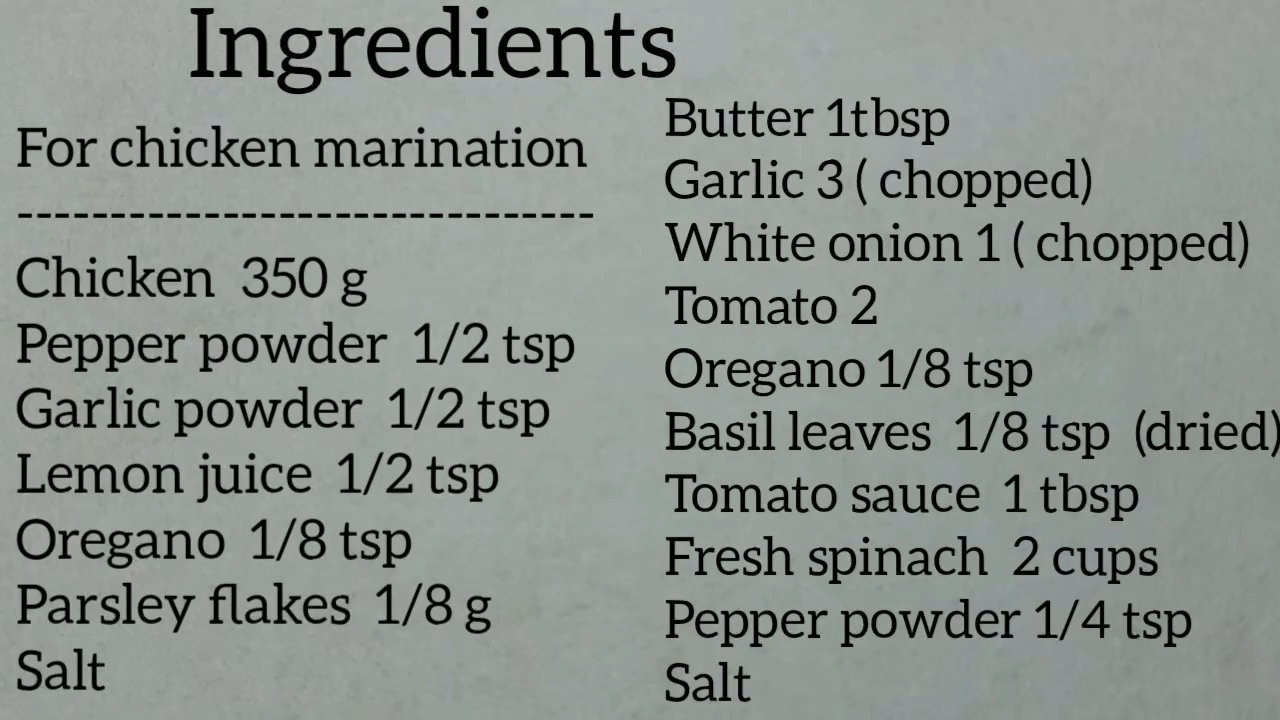 Ingredients
For chicken marination
-------------------------------
Chicken 350 g
Pepper powder 1/2 tsp
Garlic powder 1/2 tsp
Lemon juice 1/2 tsp
Oregano 1/8 tsp
Parsley flakes 1/8 g
Salt
Butter 1tbsp
Garlic 3 ( chopped)
White onion 1 ( chopped)
Tomato 2
Oregano 1/8 tsp
Basil leaves 1/8 tsp (dried)
Tomato sauce 1 tbsp
Fresh spinach 2 cups
Pepper powder 1/4 tsp
Salt